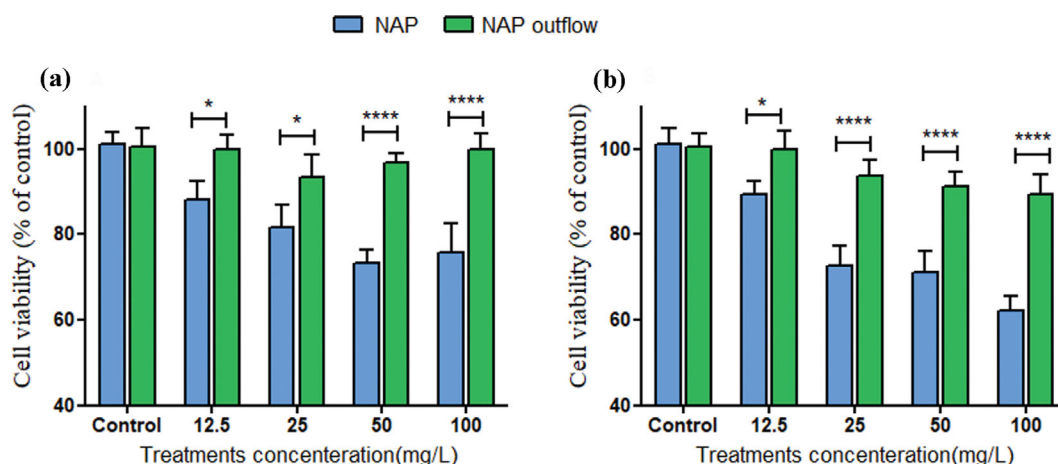 NAP NAP outflow
(a)
Cell viability (% of control)
100
80
60
40
* * **** ****
Control 12.5 25 50 100
Treatments concenteration(mg/L)
(b)
Cell viability (% of control)
100
80
60
40
* **** **** ****
Control 12.5 25 50 100
Treatments concenteration(mg/L)